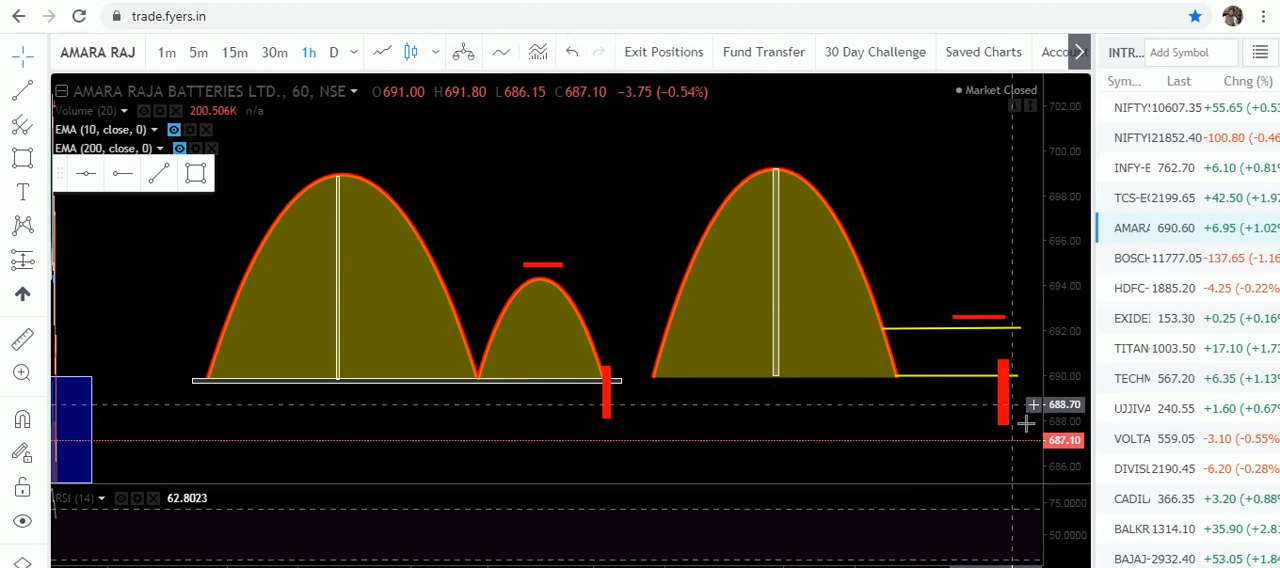 trade.fyers.in
AMARA RAJ 1m 5m 15m 30m 1h D Exit Positions Fund Transfer 30 Day Challenge Saved Charts Accou INTR... Add Symbol
Sym... Last Chng (%)
AMARA RAJA BATTERIES LTD., 60, NSE O691.00 H691.80 L686.15 C687.10 -3.75 (-0.54%) Market Closed
Volume (20) 200.506K n/a
EMA (10, close, 0)
EMA (200, close, 0)
702.00
700.00
698.00
696.00
694.00
692.00
690.00
688.70
688.00
687.10
686.00
RSI (14) 62.8023
75.0000
50.0000
NIFTY 10607.35 +55.65 (+0.53
NIFTY 21852.40 -100.80 (-0.46
INFY-E 762.70 +6.10 (+0.81%
TCS-E 2199.65 +42.50 (+1.97
AMARA 690.60 +6.95 (+1.02%
BOSCH 11777.05 -137.65 (-1.16
HDFC- 1885.20 -4.25 (-0.22%
EXIDE 153.30 +0.25 (+0.16%
TITAN 1003.50 +17.10 (+1.73
TECHM 567.20 +6.35 (+1.13%
UJJIVA 240.55 +1.60 (+0.67%
VOLTA 559.05 -3.10 (-0.55%
DIVISL 2190.45 -6.20 (-0.28%
CADIL 366.35 +3.20 (+0.88%
BALKR 1314.10 +35.90 (+2.81
BAJAJ- 2932.40 +53.05 (+1.84